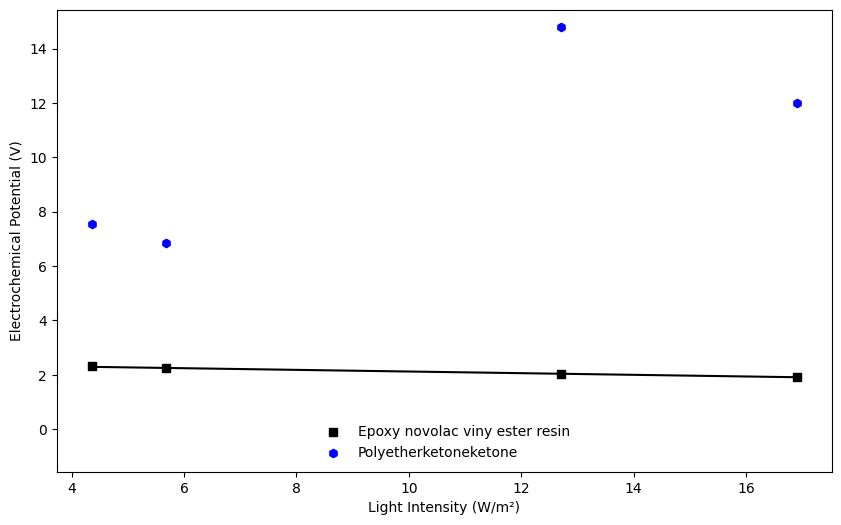 14
12
10
8
6
4
2
0
Electrochemical Potential (V)
Epoxy novolac viny ester resin
Polyetherketoneketone
4 6 8 10 12 14 16
Light Intensity (W/m²)